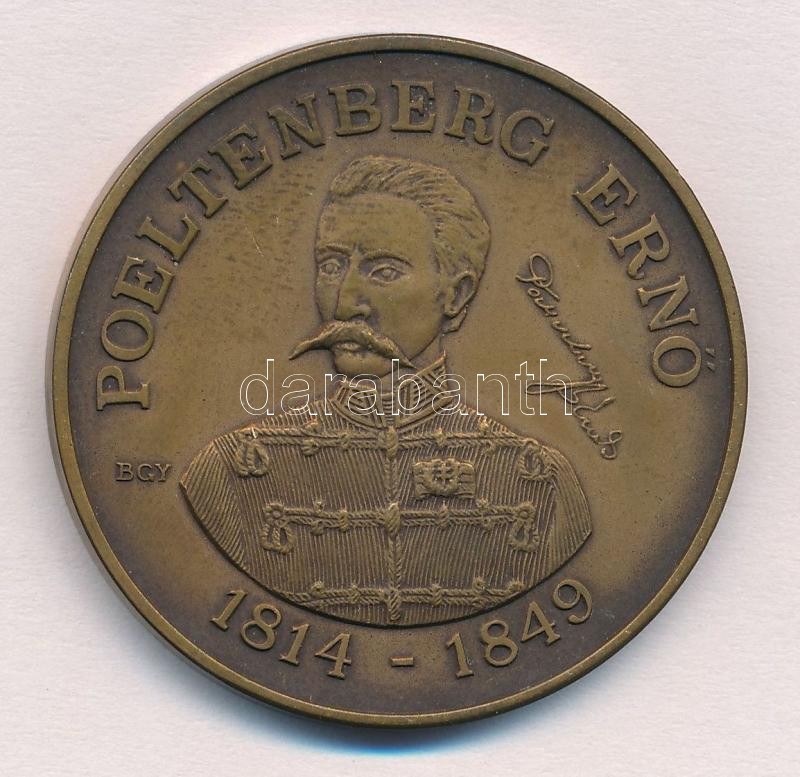 POELTENBERG ERNŐ
BGY
1814 - 1849
darabanth